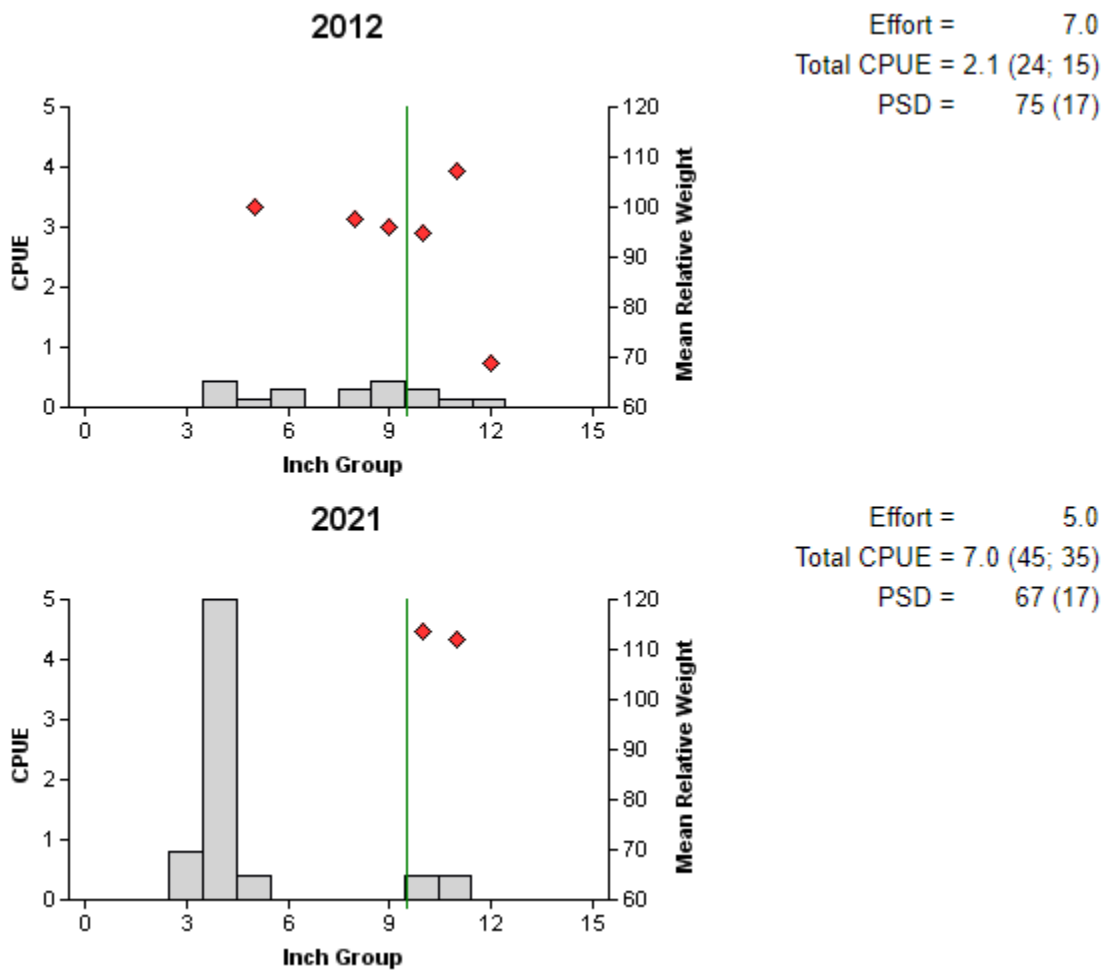 2012
Effort = 7.0
Total CPUE = 2.1 (24; 15)
PSD = 75 (17)
5 120
4 110
100
3 90
2 80
1 70
0 60
CPUE
Mean Relative Weight
0 3 6 9 12 15
Inch Group
2021
Effort = 5.0
Total CPUE = 7.0 (45; 35)
PSD = 67 (17)
5 120
4 110
100
3 90
2 80
1 70
0 60
CPUE
Mean Relative Weight
0 3 6 9 12 15
Inch Group